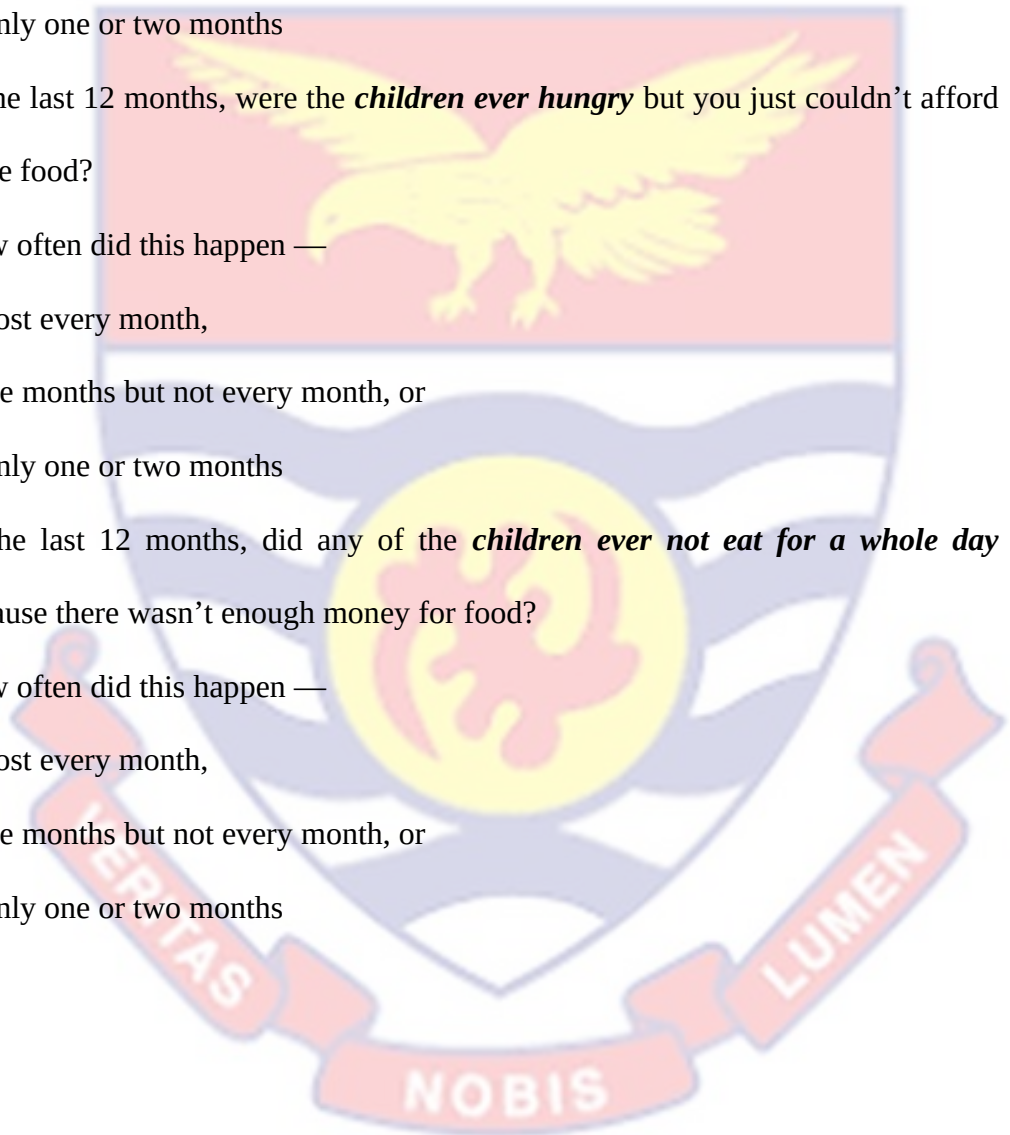 nly one or two months
he last 12 months, were the children ever hungry but you just couldn’t afford
e food?
w often did this happen —
ost every month,
e months but not every month, or
nly one or two months
he last 12 months, did any of the children ever not eat for a whole day
ause there wasn’t enough money for food?
w often did this happen —
ost every month,
e months but not every month, or
nly one or two months
VERITAS
NOBIS
LUMEN